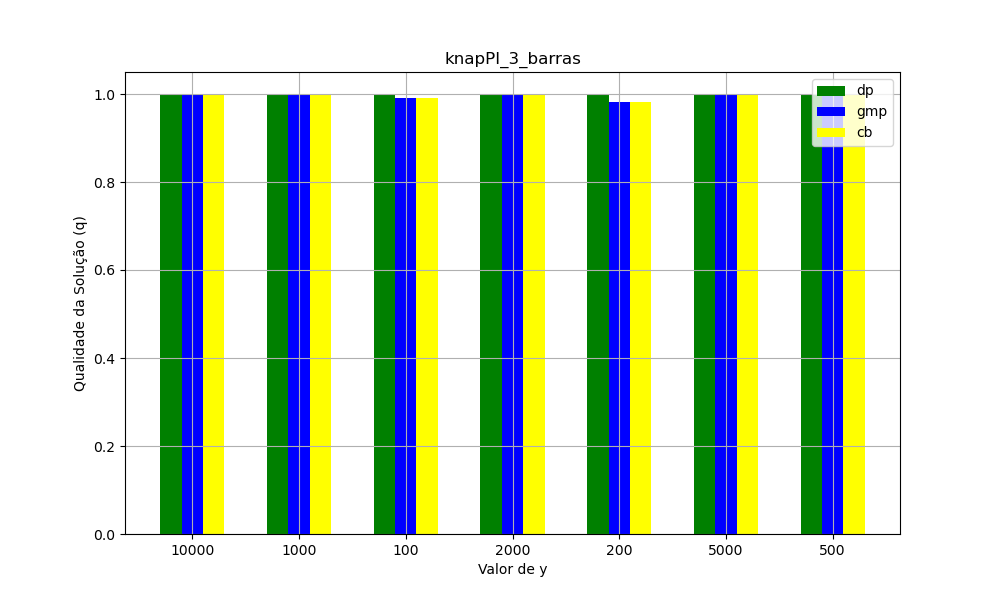 knapPI_3_barras
dp
gmp
cb
Qualidade da Solução (q)
1.0
0.8
0.6
0.4
0.2
0.0
10000 1000 100 2000 200 5000 500
Valor de y